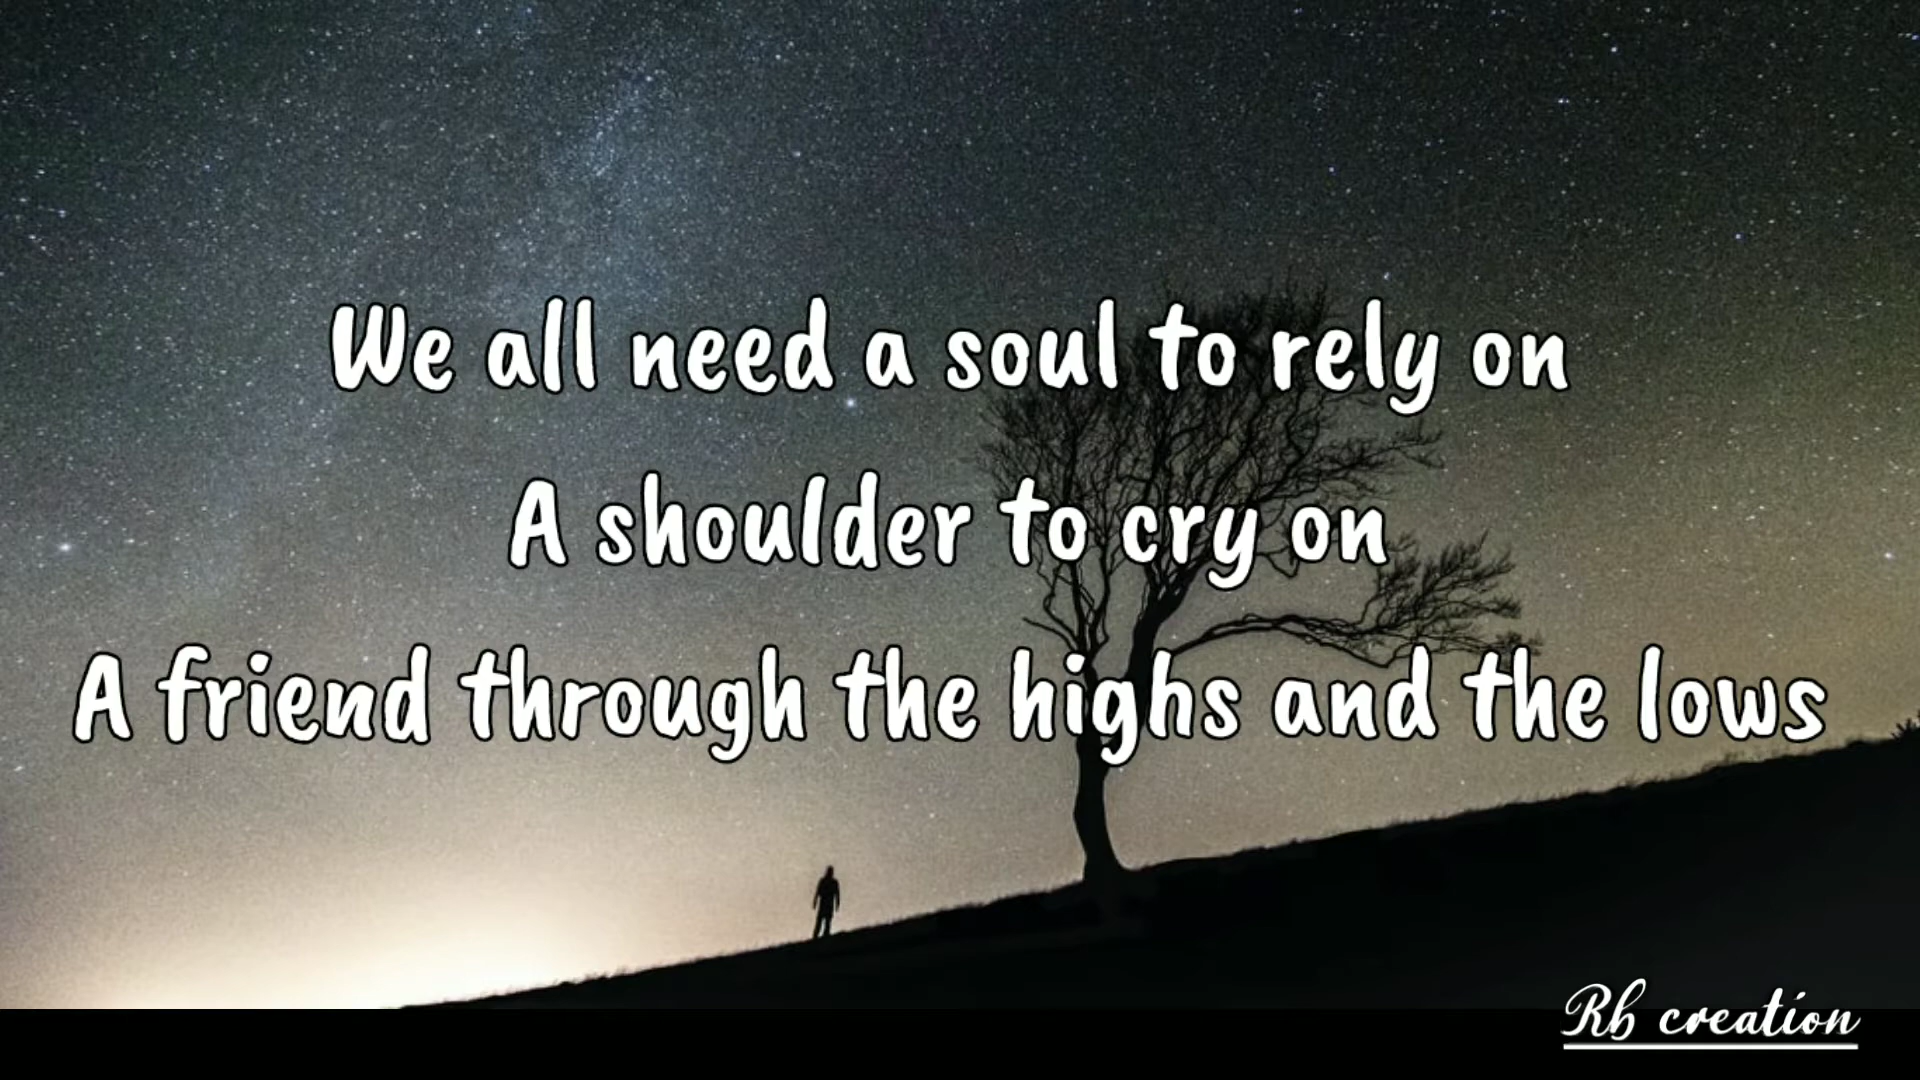 We all need a soul to rely on
A shoulder to cry on
A friend through the highs and the lows
Rb creation